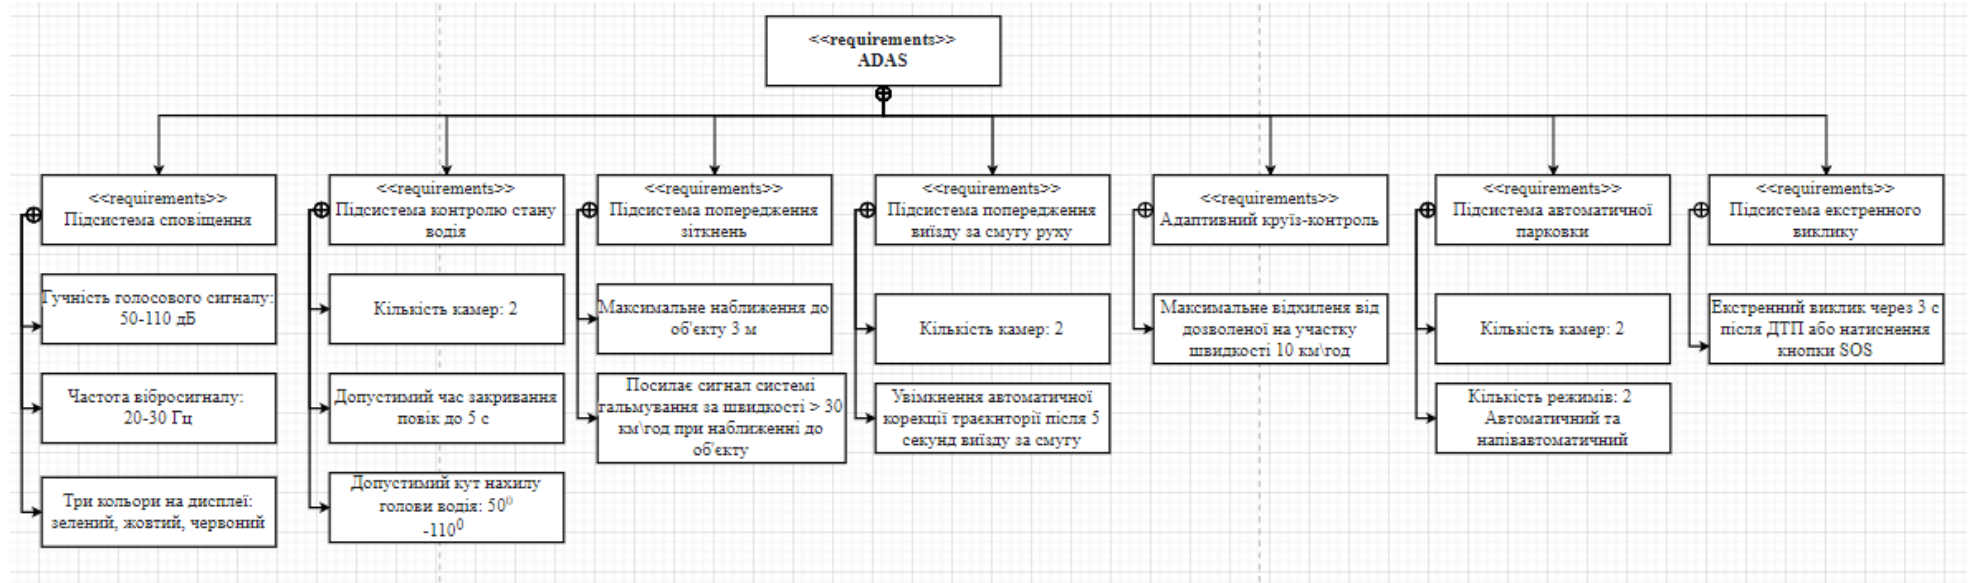 <<requirements>>
ADAS
<<requirements>>
Підсистема сповіщення
Гучність голосового сигналу:
50-110 дБ
Частота вібросигналу:
20-30 Гц
Три кольори на дисплеї:
зелений, жовтий, червоний
<<requirements>>
Підсистема контролю стану
водія
Кількість камер: 2
Допустимий час закривання
повік до 5 с
Допустимий кут нахилу
голови водія: 50⁰
-110⁰
<<requirements>>
Підсистема попередження
зіткнень
Максимальне наближення до
об'єкту 3 м
Посилає сигнал системі
гальмування за швидкості > 30
км\год при наближенні до
об'єкту
<<requirements>>
Підсистема попередження
виїзду за смугу руху
Кількість камер: 2
Увімкнення автоматичної
корекції траєкнторії після 5
секунд виїзду за смугу
<<requirements>>
Адаптивний круїз-контроль
Максимальне відхиленя від
дозволеної на участку
швидкості 10 км\год
<<requirements>>
Підсистема автоматичної
парковки
Кількість камер: 2
Кількість режимів: 2
Автоматичний та
напівавтоматичний
<<requirements>>
Підсистема екстренного
виклику
Екстренний виклик через 3 с
після ДТП або натиснення
кнопки SOS